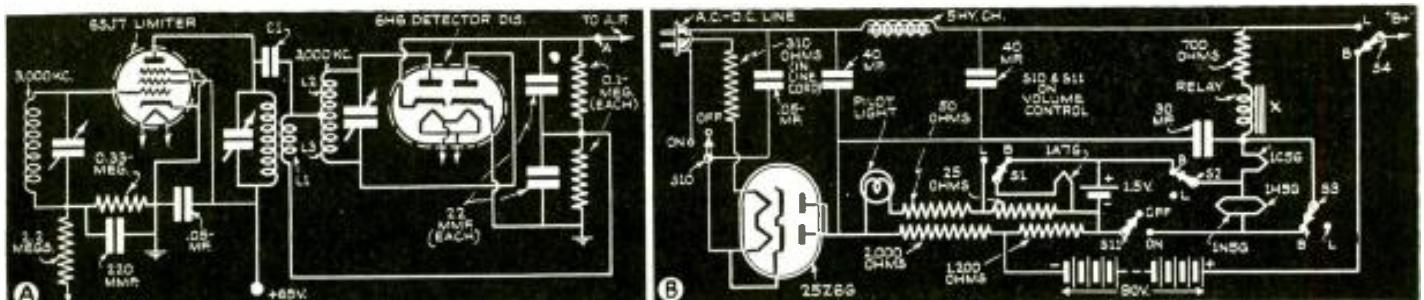 6SJ7 LIMITER
C1
6H6 DETECTOR DIS.
TO A.F.
A
3,000 KC.
3,000 KC.
L2
L3
L1
0.1-
MEG.
(EACH)
0.33-
MEG.
.05-
MF.
220
MMF.
1.2
MEGS.
22
MMF.
(EACH)
+65V.
A
A.C.-D.C. LINE
5 HY. CH.
L
"B+"
B
S4
310
OHMS
IN
LINE
CORD
.05-
MF.
40
MF.
40
MF.
S10 & S11
ON
VOLUME
CONTROL
700
OHMS
RELAY
X
30
MF.
OFF
ON
S10
PILOT
LIGHT
50
OHMS
25
OHMS
L
B
S1
1A7G
1.5V.
B
S2
L
1C5G
1H5G
1N5G
S3
B
L
OFF
S11
ON
2,000
OHMS
1,200
OHMS
25Z6G
90V.
B